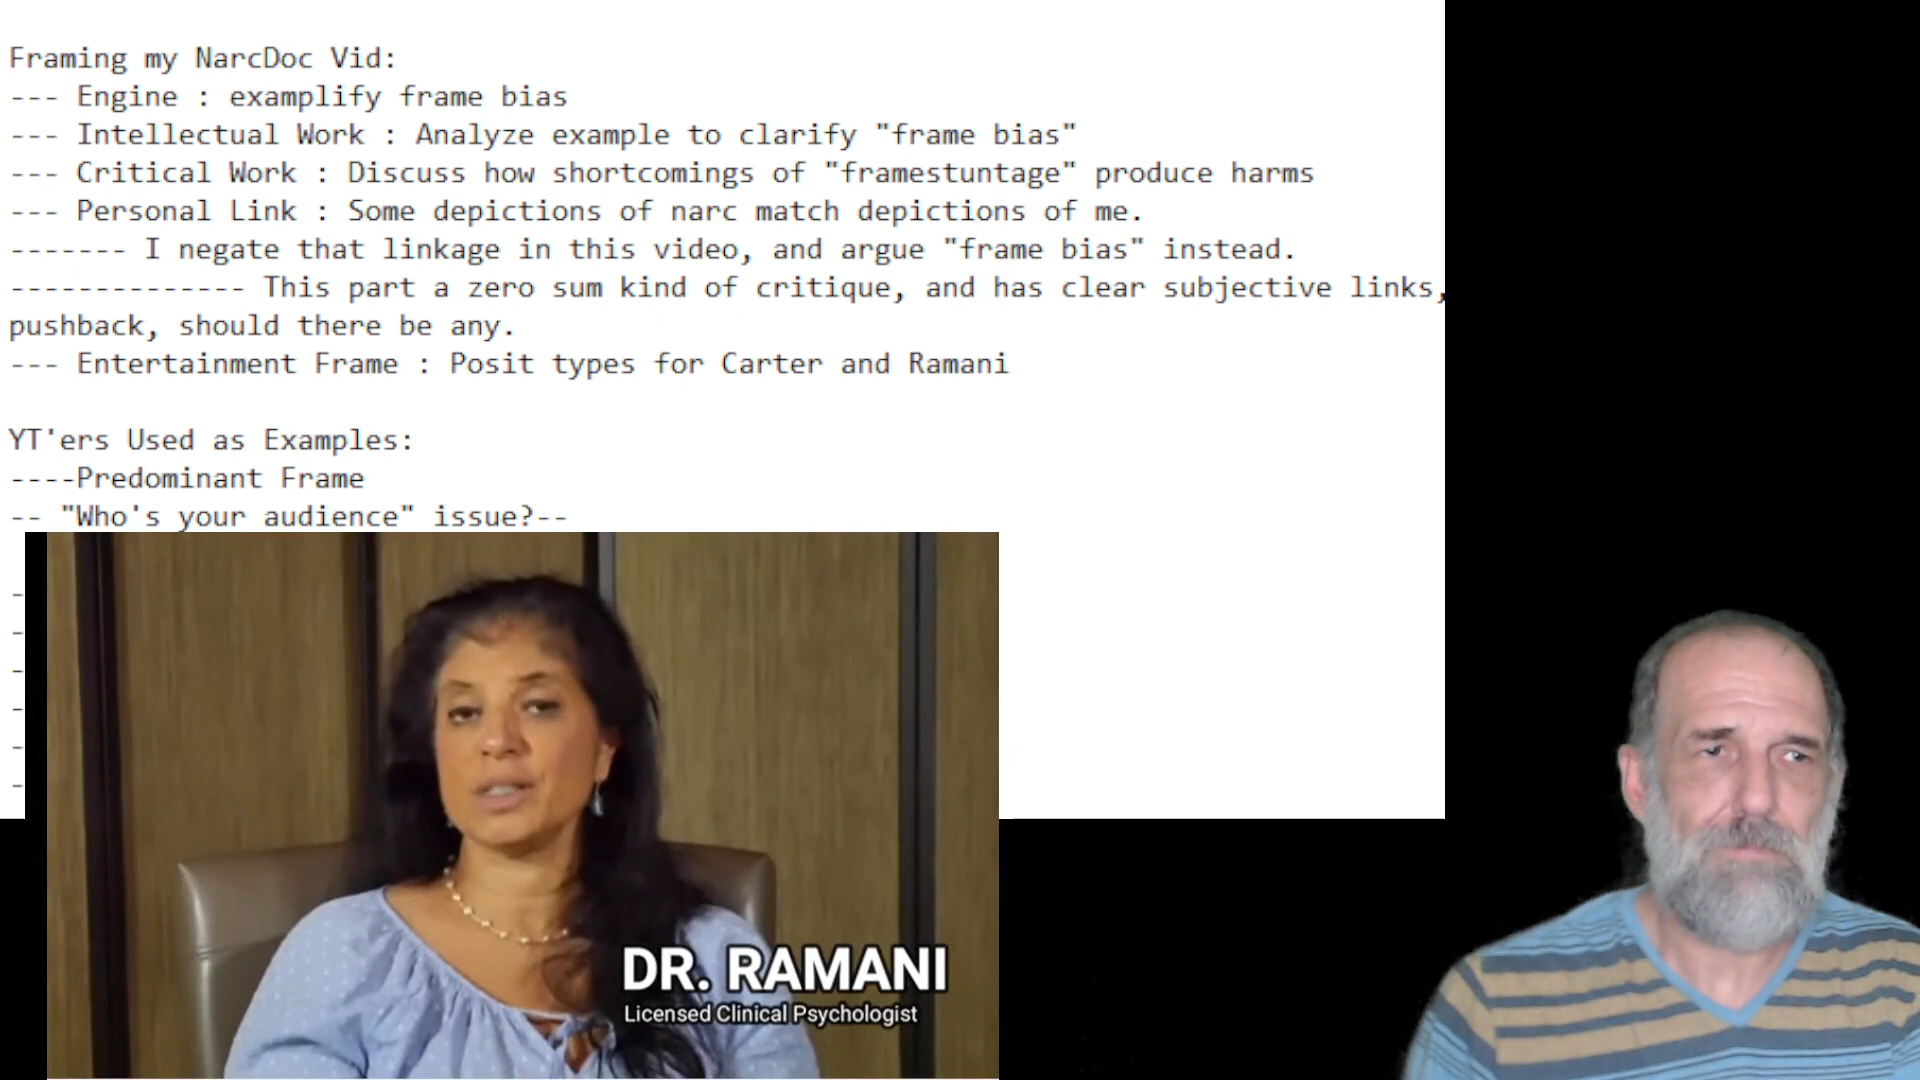 Framing my NarcDoc Vid:
--- Engine : examplify frame bias
--- Intellectual Work : Analyze example to clarify "frame bias"
--- Critical Work : Discuss how shortcomings of "framestuntage" produce harms
--- Personal Link : Some depictions of narc match depictions of me.
------- I negate that linkage in this video, and argue "frame bias" instead.
-------------- This part a zero sum kind of critique, and has clear subjective links,
pushback, should there be any.
--- Entertainment Frame : Posit types for Carter and Ramani
YT'ers Used as Examples:
----Predominant Frame
-- "Who's your audience" issue?--
-
-
-
-
-
-
DR. RAMANI
Licensed Clinical Psychologist